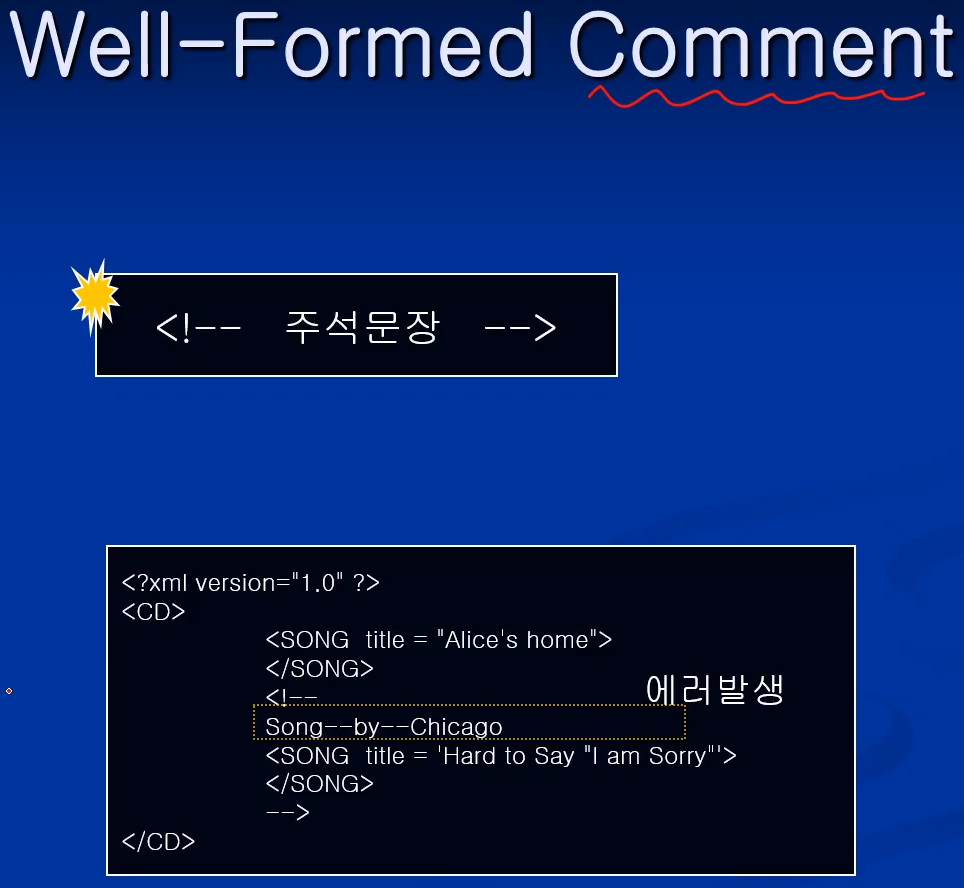 Well-Formed Comment
<!-- 주석문장 -->
<?xml version="1.0" ?>
<CD>
<SONG title = "Alice's home">
</SONG>
<!--
에러발생
Song--by--Chicago
<SONG title = 'Hard to Say "I am Sorry"'>
</SONG>
-->
</CD>